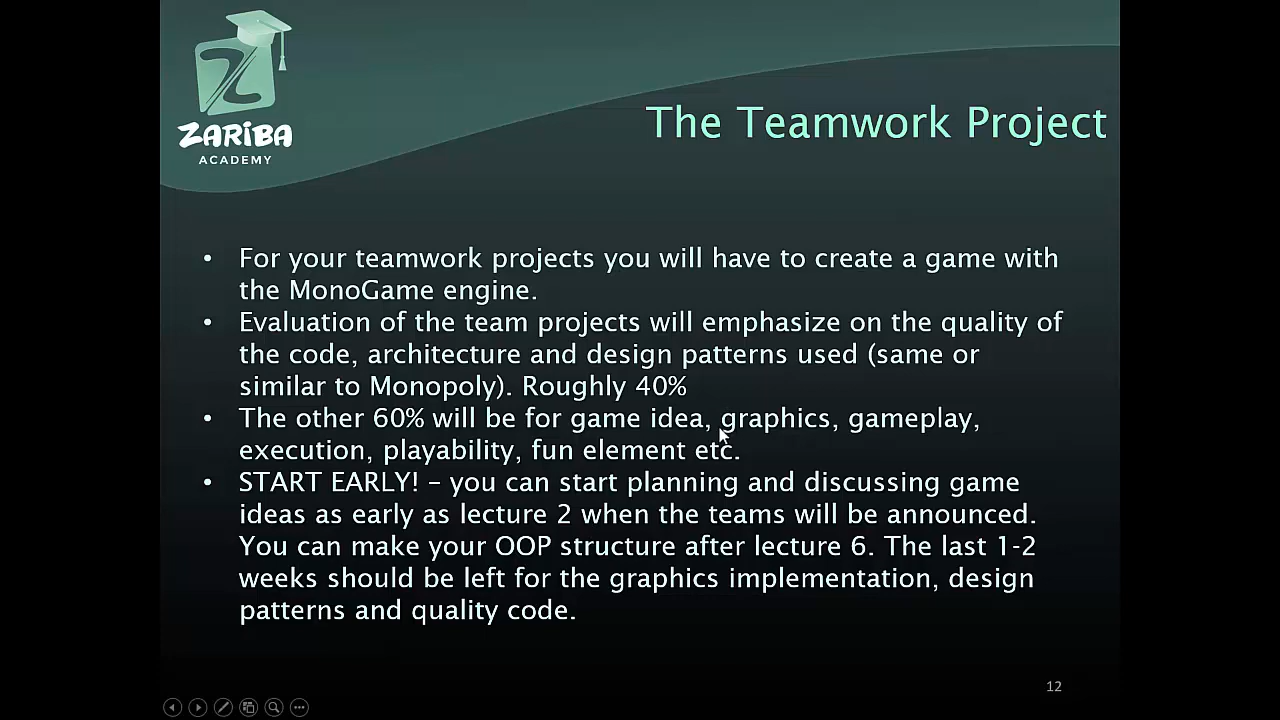 ZARIBA
ACADEMY
The Teamwork Project
• For your teamwork projects you will have to create a game with
the MonoGame engine.
• Evaluation of the team projects will emphasize on the quality of
the code, architecture and design patterns used (same or
similar to Monopoly). Roughly 40%
• The other 60% will be for game idea, graphics, gameplay,
execution, playability, fun element etc.
• START EARLY! – you can start planning and discussing game
ideas as early as lecture 2 when the teams will be announced.
You can make your OOP structure after lecture 6. The last 1-2
weeks should be left for the graphics implementation, design
patterns and quality code.
12